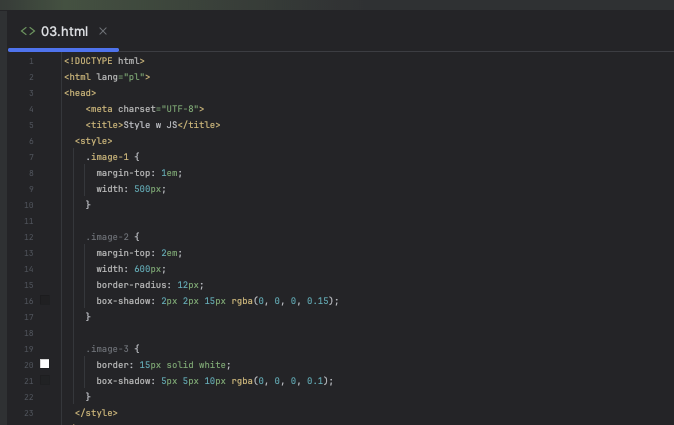 <> 03.html ×
1 <!DOCTYPE html>
2 <html lang="pl">
3 <head>
4     <meta charset="UTF-8">
5     <title>Style w JS</title>
6   <style>
7     .image-1 {
8       margin-top: 1em;
9       width: 500px;
10     }
11
12     .image-2 {
13       margin-top: 2em;
14       width: 600px;
15       border-radius: 12px;
16       box-shadow: 2px 2px 15px rgba(0, 0, 0, 0.15);
17     }
18
19     .image-3 {
20       border: 15px solid white;
21       box-shadow: 5px 5px 10px rgba(0, 0, 0, 0.1);
22     }
23   </style>